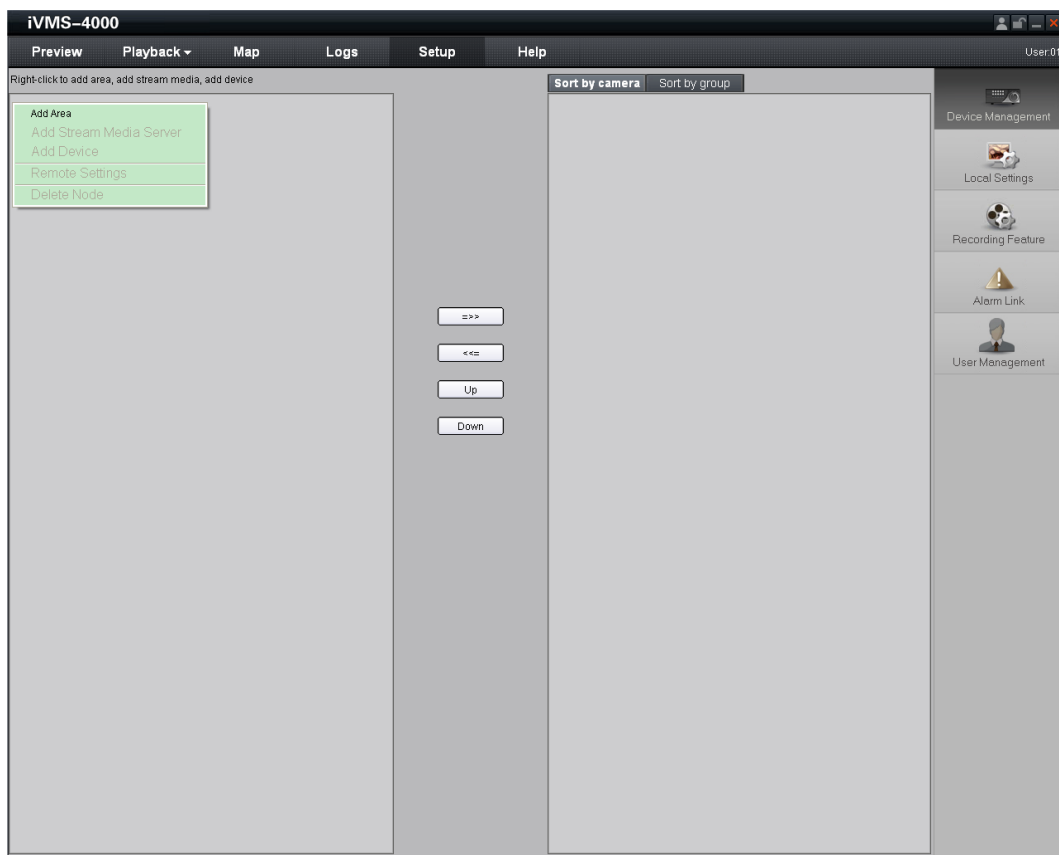 iVMS-4000
Preview Playback Map Logs Setup Help User:01
Right-click to add area, add stream media, add device
Sort by camera Sort by group
Add Area
Add Stream Media Server
Add Device
Remote Settings
Delete Node
=>>
<<=
Up
Down
Device Management
Local Settings
Recording Feature
Alarm Link
User Management